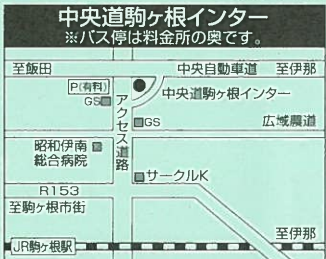 中央道駒ヶ根インター
※バス停は料金所の奥です。
至飯田
中央自動車道
至伊那
P(有料)
中央道駒ヶ根インター
GS
アクセス道路
GS
広域農道
昭和伊南
総合病院
サークルK
R153
至駒ヶ根市街
至伊那
JR駒ヶ根駅